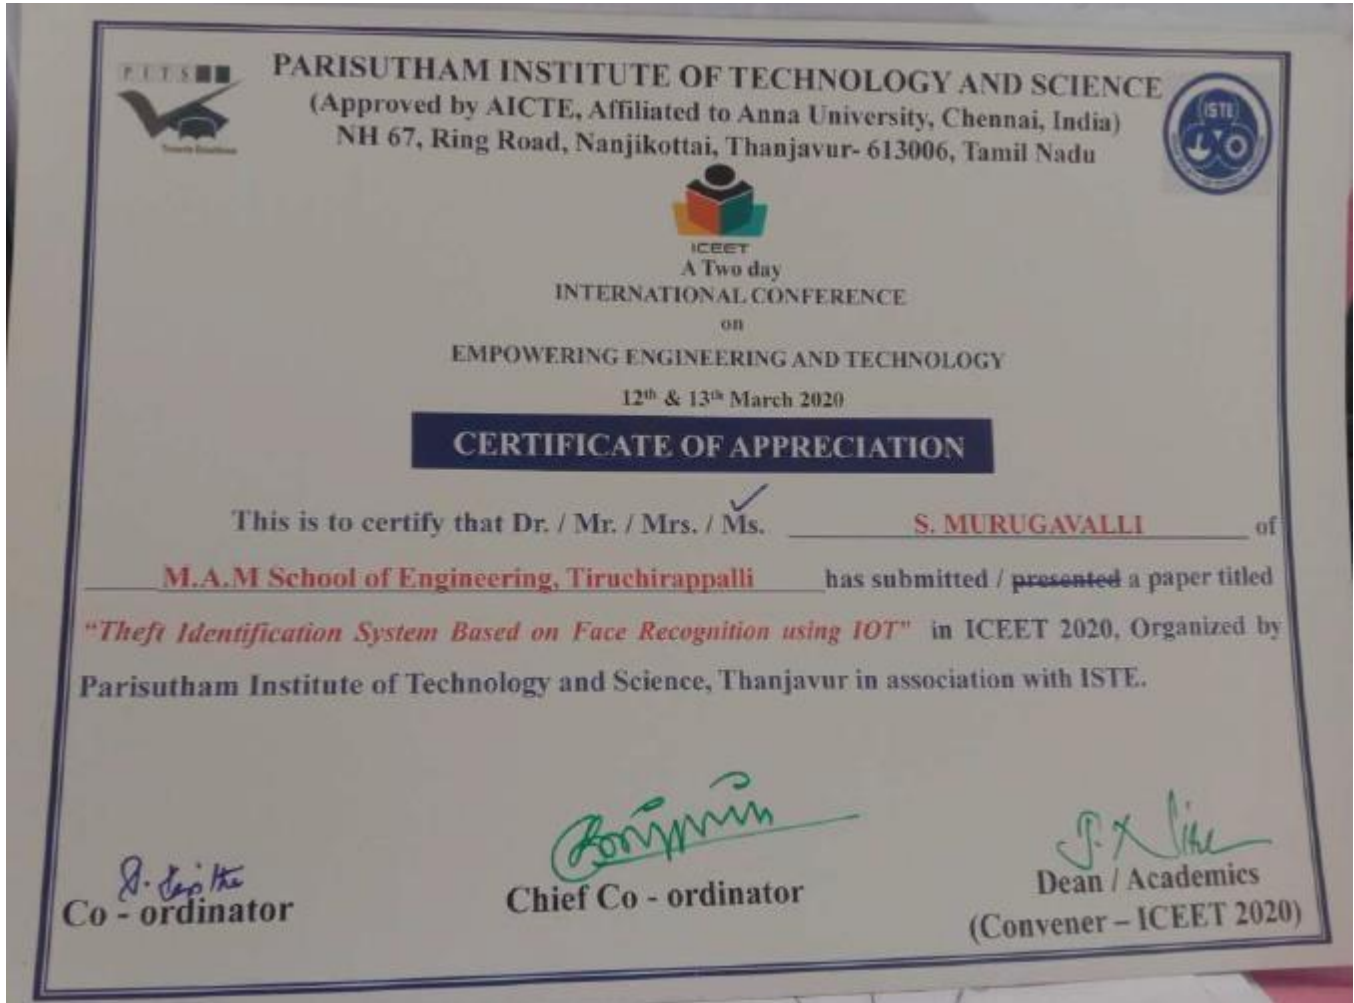 PITS
PARISUTHAM INSTITUTE OF TECHNOLOGY AND SCIENCE
(Approved by AICTE, Affiliated to Anna University, Chennai, India)
NH 67, Ring Road, Nanjikottai, Thanjavur- 613006, Tamil Nadu
ISTE
ICEET
A Two day
INTERNATIONAL CONFERENCE
on
EMPOWERING ENGINEERING AND TECHNOLOGY
12th & 13th March 2020
CERTIFICATE OF APPRECIATION
This is to certify that Dr. / Mr. / Mrs. / Ms. S. MURUGAVALLI of
M.A.M School of Engineering, Tiruchirappalli has submitted / presented a paper titled
“Theft Identification System Based on Face Recognition using IOT” in ICEET 2020, Organized by
Parisutham Institute of Technology and Science, Thanjavur in association with ISTE.
Co - ordinator
Chief Co - ordinator
Dean / Academics
(Convener – ICEET 2020)